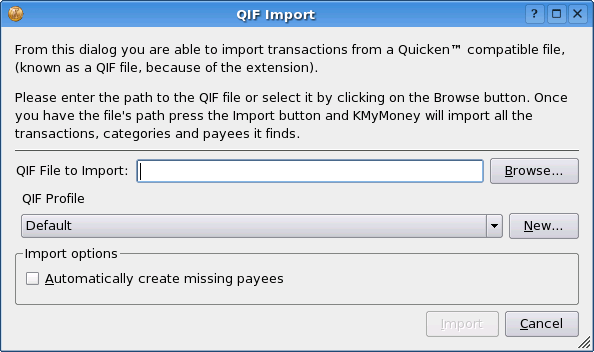 QIF Import
From this dialog you are able to import transactions from a Quicken™ compatible file,
(known as a QIF file, because of the extension).
Please enter the path to the QIF file or select it by clicking on the Browse button. Once
you have the file's path press the Import button and KMyMoney will import all the
transactions, categories and payees it finds.
QIF File to Import:
Browse...
QIF Profile
Default
New...
Import options
Automatically create missing payees
Import
Cancel